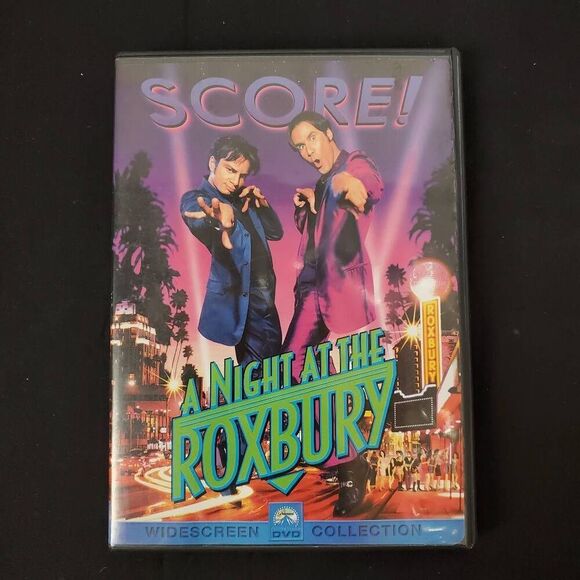 SCORE!
ROXBURY
A NIGHT AT THE
ROXBURY
WIDESCREEN DVD COLLECTION